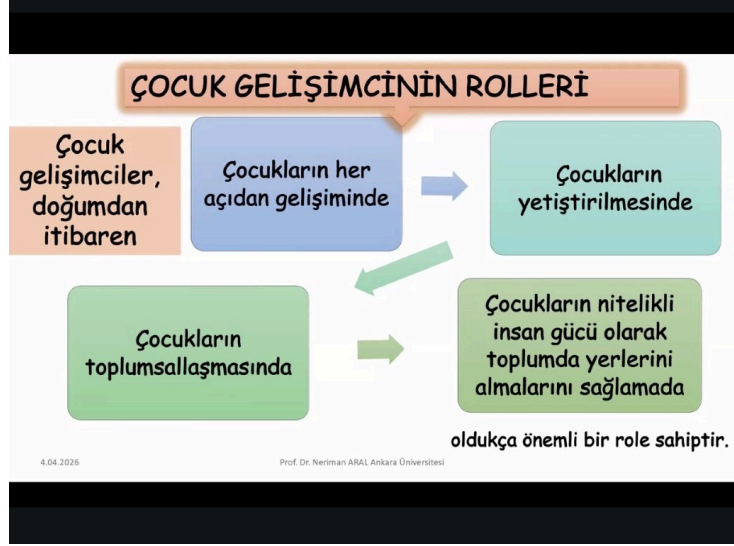 ÇOCUK GELİŞİMCİNİN ROLLERİ
Çocuk
gelişimciler,
doğumdan
itibaren
Çocukların her
açıdan gelişiminde
Çocukların
yetiştirilmesinde
Çocukların
toplumsallaşmasında
Çocukların nitelikli
insan gücü olarak
toplumda yerlerini
almalarını sağlamada
oldukça önemli bir role sahiptir.
4.04.2026
Prof. Dr. Neriman ARAL Ankara Üniversitesi